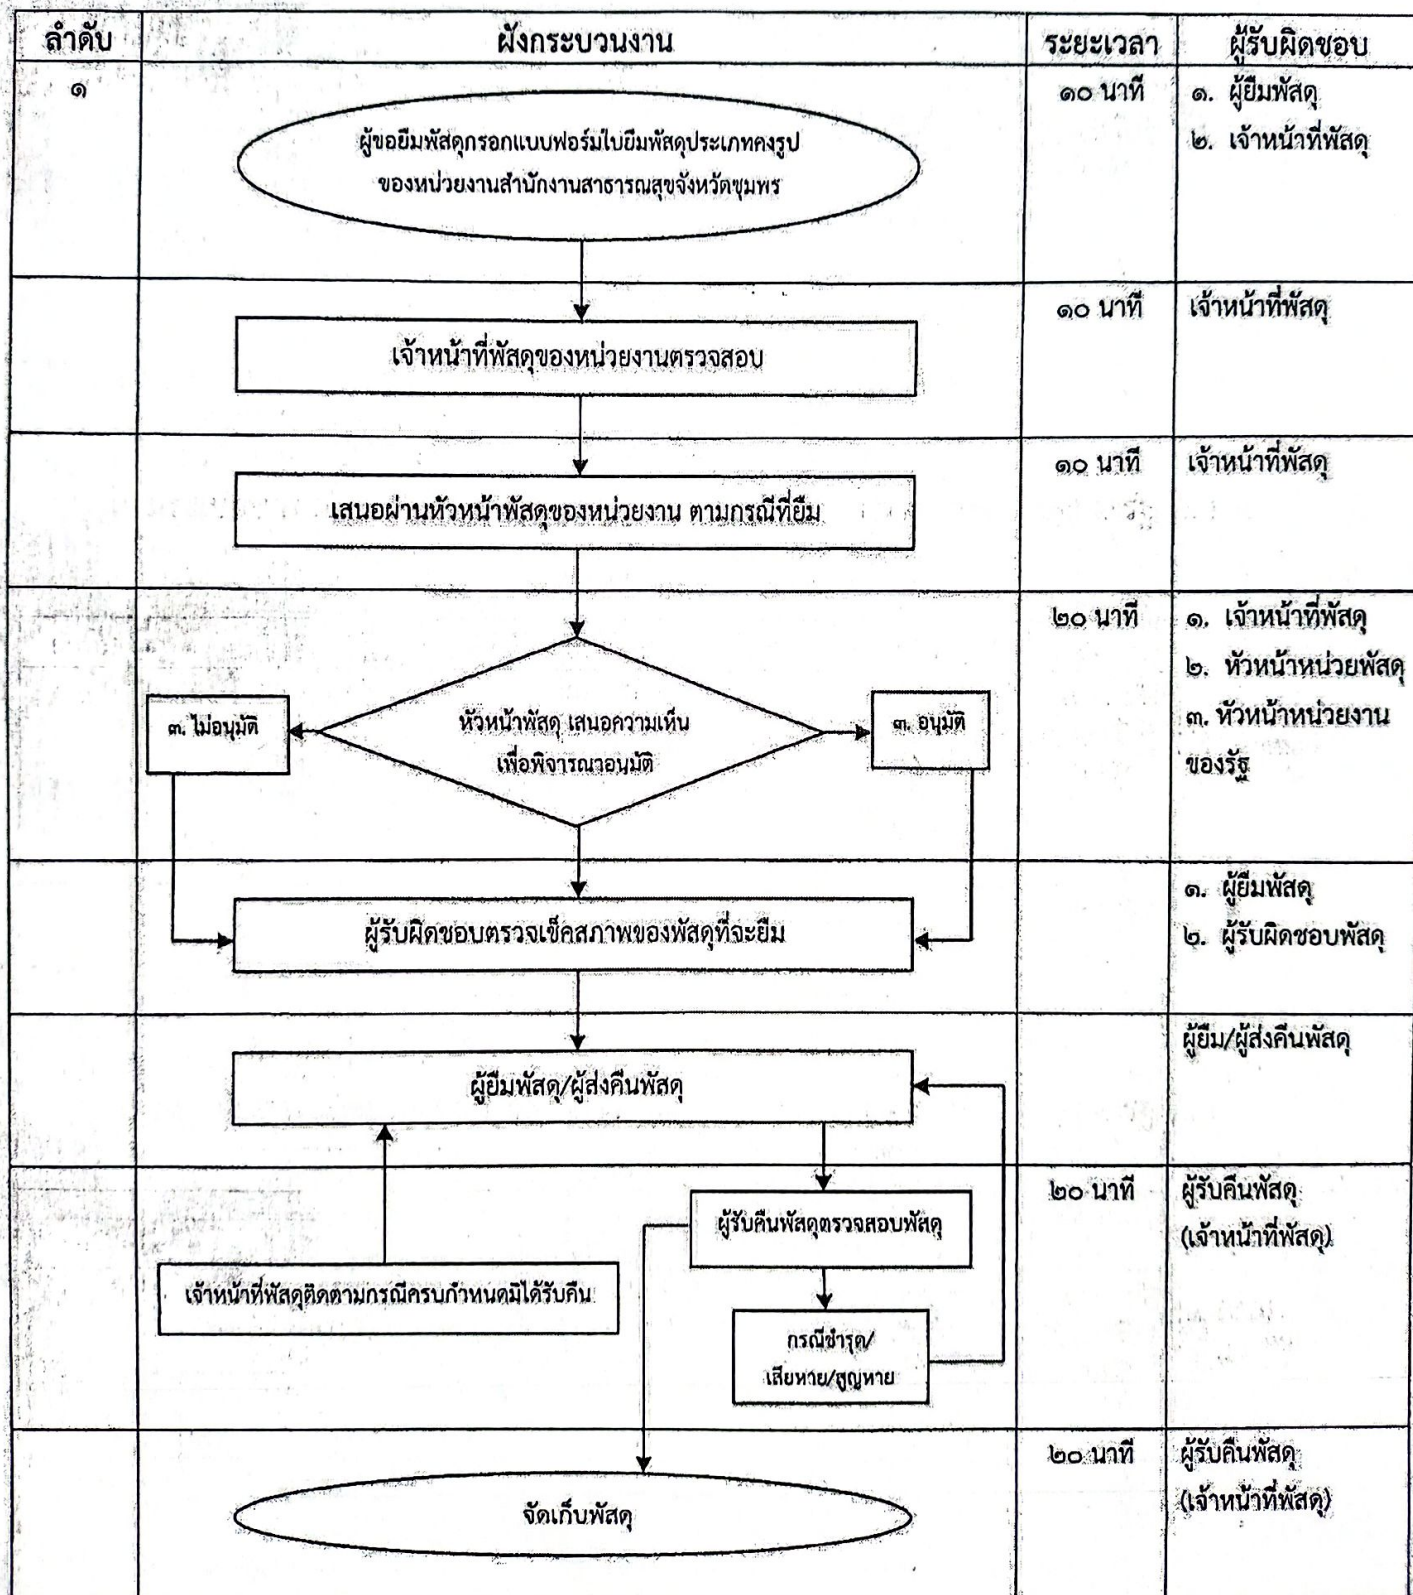 ลำดับ
ผังกระบวนงาน
ระยะเวลา
ผู้รับผิดชอบ
๑
ผู้ขอยืมพัสดุกรอกแบบฟอร์มใบยืมพัสดุประเภทคงรูป
ของหน่วยงานสำนักงานสาธารณสุขจังหวัดชุมพร
๑๐ นาที
๑. ผู้ยืมพัสดุ
๒. เจ้าหน้าที่พัสดุ
เจ้าหน้าที่พัสดุของหน่วยงานตรวจสอบ
๑๐ นาที
เจ้าหน้าที่พัสดุ
เสนอผ่านหัวหน้าพัสดุของหน่วยงาน ตามกรณีที่ยืม
๑๐ นาที
เจ้าหน้าที่พัสดุ
๓. ไม่อนุมัติ
หัวหน้าพัสดุ เสนอความเห็น
เพื่อพิจารณาอนุมัติ
๓. อนุมัติ
๒๐ นาที
๑. เจ้าหน้าที่พัสดุ
๒. หัวหน้าหน่วยพัสดุ
๓. หัวหน้าหน่วยงาน
ของรัฐ
ผู้รับผิดชอบตรวจเช็คสภาพของพัสดุที่จะยืม
๑. ผู้ยืมพัสดุ
๒. ผู้รับผิดชอบพัสดุ
ผู้ยืมพัสดุ/ผู้ส่งคืนพัสดุ
ผู้ยืม/ผู้ส่งคืนพัสดุ
ผู้รับคืนพัสดุตรวจสอบพัสดุ
เจ้าหน้าที่พัสดุติดตามกรณีครบกำหนดมิได้รับคืน
กรณีชำรุด/
เสียหาย/สูญหาย
๒๐ นาที
ผู้รับคืนพัสดุ
(เจ้าหน้าที่พัสดุ)
จัดเก็บพัสดุ
๒๐ นาที
ผู้รับคืนพัสดุ
(เจ้าหน้าที่พัสดุ)